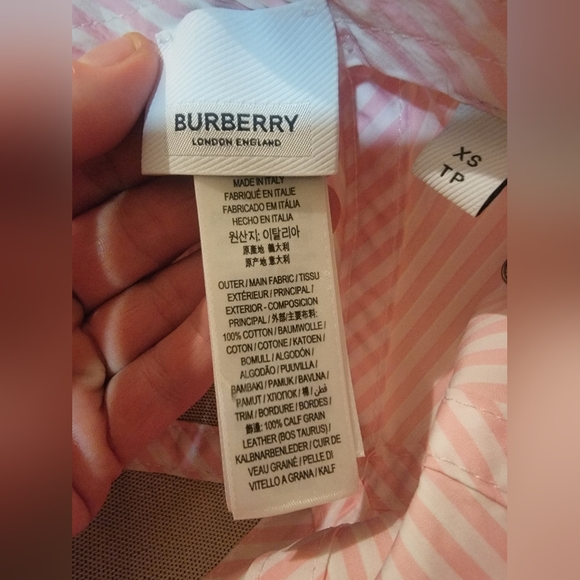 BURBERRY
LONDON ENGLAND
XS
TP
MADE IN ITALY
FABRIQUÉ EN ITALIE
FABRICADO EM ITÁLIA
HECHO EN ITALIA
원산지: 이탈리아
原產地 義大利
原产地 意大利
OUTER / MAIN FABRIC / TISSU
EXTÉRIEUR / PRINCIPAL /
EXTERIOR - COMPOSICION
PRINCIPAL / 外部/主要布料:
100% COTTON / BAUMWOLLE /
COTON / COTONE / KATOEN /
BOMULL / ALGODÓN /
ALGODÃO / PUUVILLA /
BAMBAKI / PAMUK / BAVLNA /
PAMUT / ХЛОПОК / 棉 / قطن /
TRIM / BORDURE / BORDES /
飾邊: 100% CALF GRAIN
LEATHER (BOS TAURUS) /
KALBNARBENLEDER / CUIR DE
VEAU GRAINÉ / PELLE DI
VITELLO A GRANA / KALF